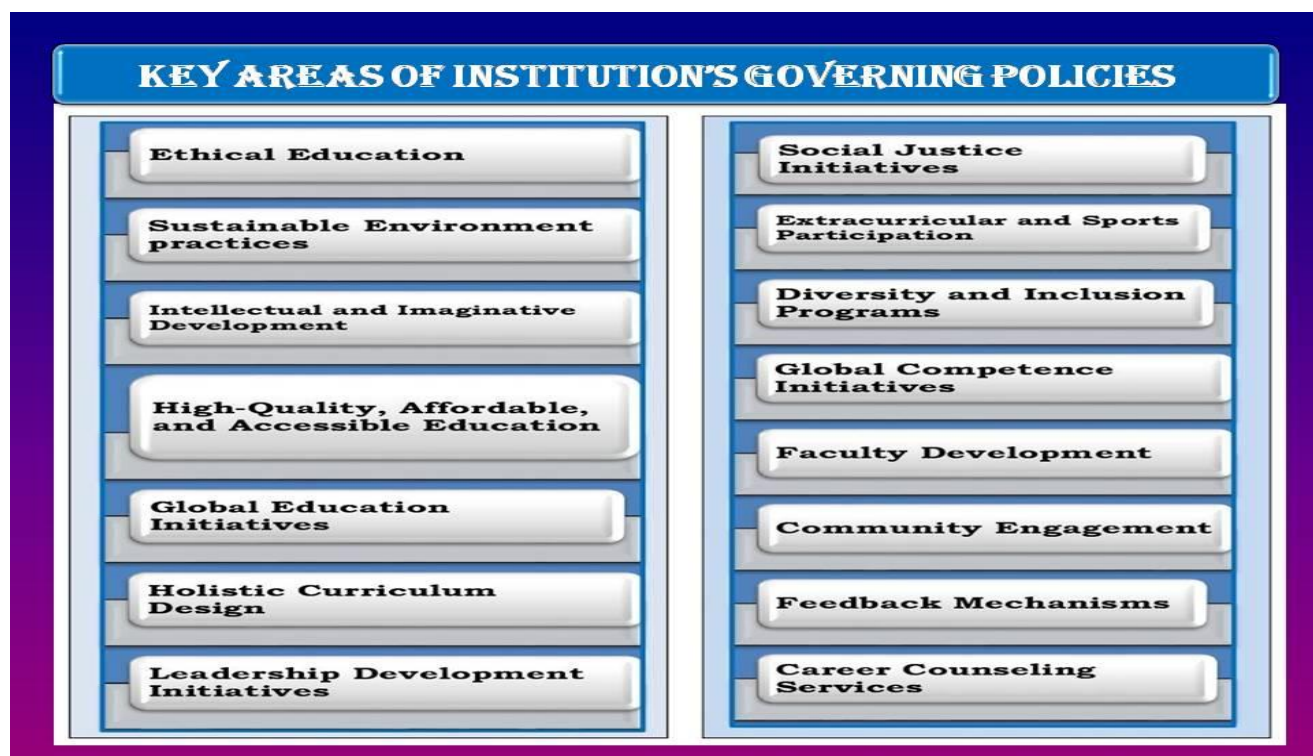 KEY AREAS OF INSTITUTION'S GOVERNING POLICIES
Ethical Education
Sustainable Environment
practices
Intellectual and Imaginative
Development
High-Quality, Affordable,
and Accessible Education
Global Education
Initiatives
Holistic Curriculum
Design
Leadership Development
Initiatives
Social Justice
Initiatives
Extracurricular and Sports
Participation
Diversity and Inclusion
Programs
Global Competence
Initiatives
Faculty Development
Community Engagement
Feedback Mechanisms
Career Counseling
Services